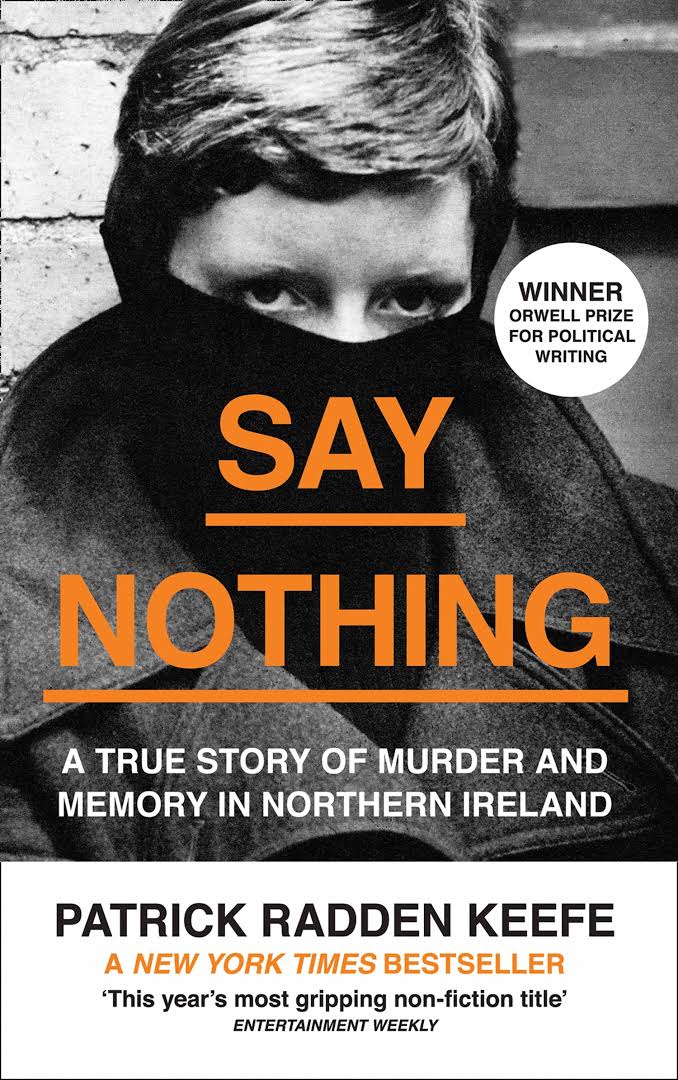 WINNER
ORWELL PRIZE
FOR POLITICAL
WRITING
SAY
NOTHING
A TRUE STORY OF MURDER AND
MEMORY IN NORTHERN IRELAND
PATRICK RADDEN KEEFE
A NEW YORK TIMES BESTSELLER
‘This year’s most gripping non-fiction title’
ENTERTAINMENT WEEKLY